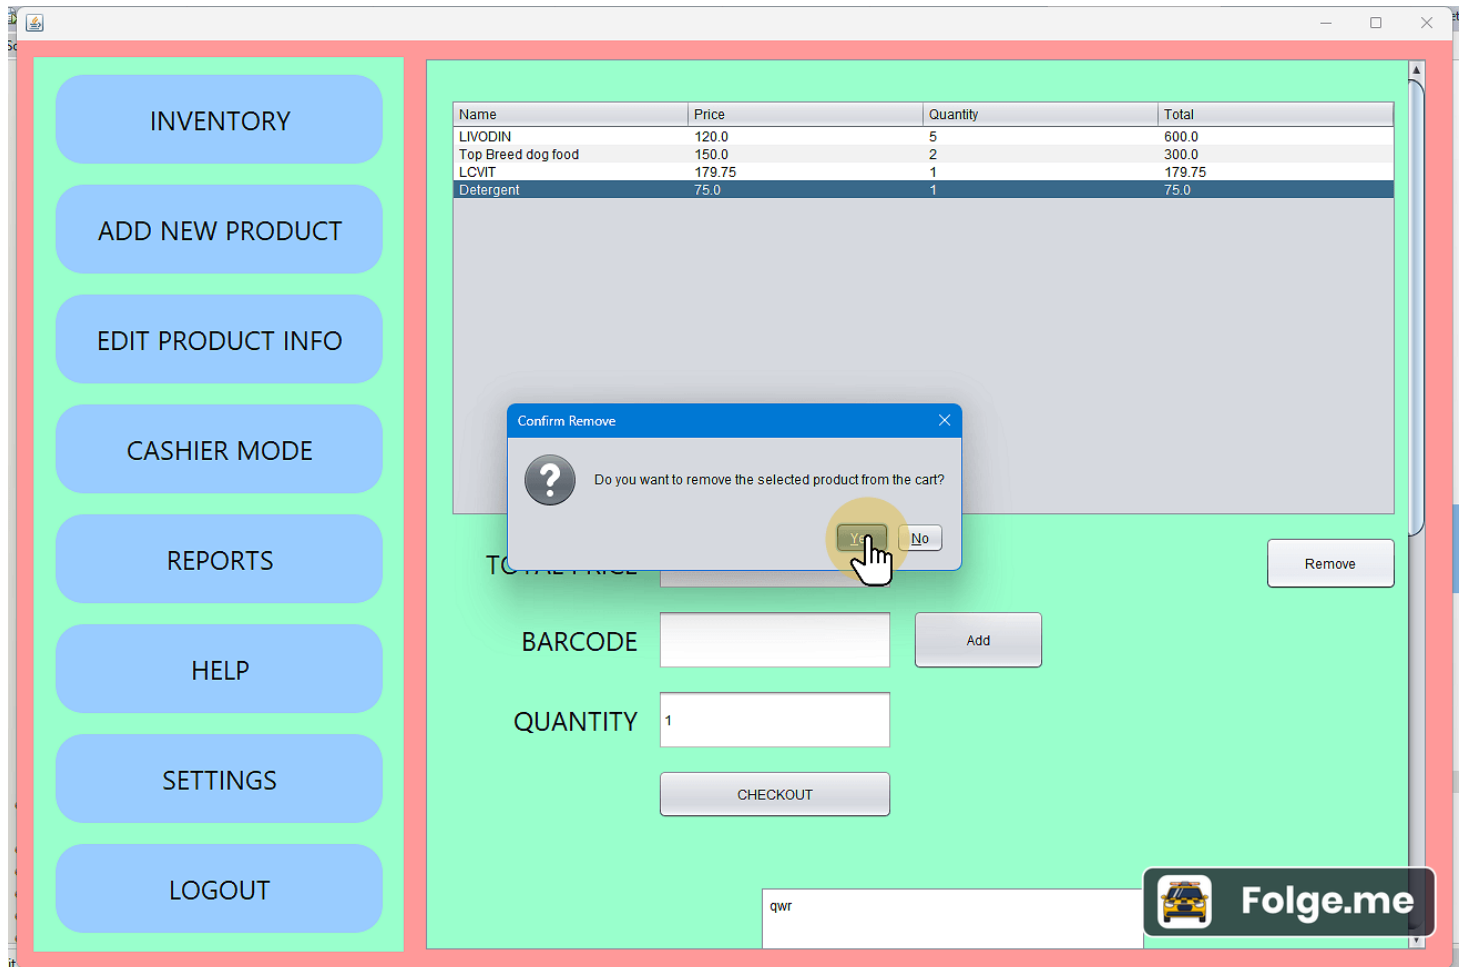 INVENTORY
ADD NEW PRODUCT
EDIT PRODUCT INFO
CASHIER MODE
REPORTS
HELP
SETTINGS
LOGOUT
Name Price Quantity Total
LIVODIN 120.0 5 600.0
Top Breed dog food 150.0 2 300.0
LCVIT 179.75 1 179.75
Detergent 75.0 1 75.0
Confirm Remove
Do you want to remove the selected product from the cart?
No
Remove
BARCODE
Add
QUANTITY
1
CHECKOUT
qwr
Folge.me